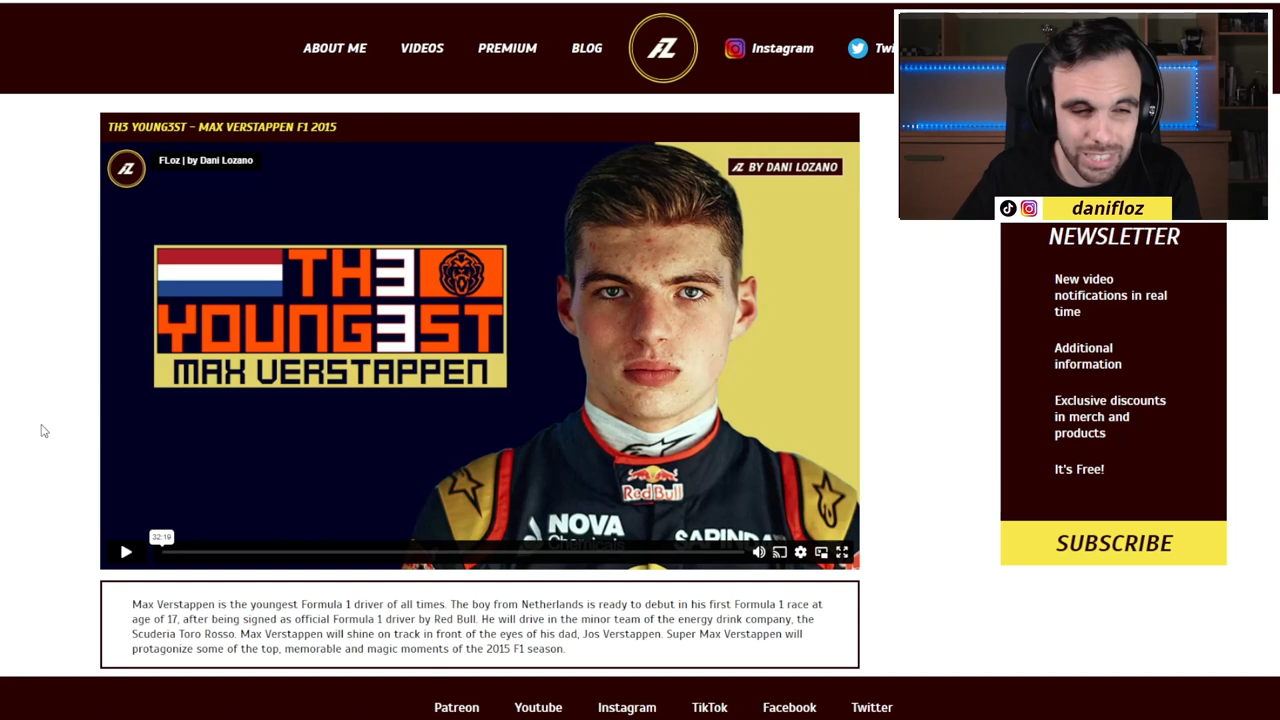 ABOUT ME VIDEOS PREMIUM BLOG FZ Instagram
TH3 YOUNG3ST - MAX VERSTAPPEN F1 2015
FZ FLoz | by Dani Lozano
FZ BY DANI LOZANO
TH3
YOUNG3ST
MAX VERSTAPPEN
Red Bull
NOVA
Chemicals
32:19
danifloz
NEWSLETTER
New video
notifications in real
time
Additional
information
Exclusive discounts
in merch and
products
It's Free!
SUBSCRIBE
Max Verstappen is the youngest Formula 1 driver of all times. The boy from Netherlands is ready to debut in his first Formula 1 race at
age of 17, after being signed as official Formula 1 driver by Red Bull. He will drive in the minor team of the energy drink company, the
Scuderia Toro Rosso. Max Verstappen will shine on track in front of the eyes of his dad, Jos Verstappen. Super Max Verstappen will
protagonize some of the top, memorable and magic moments of the 2015 F1 season.
Patreon Youtube Instagram TikTok Facebook Twitter